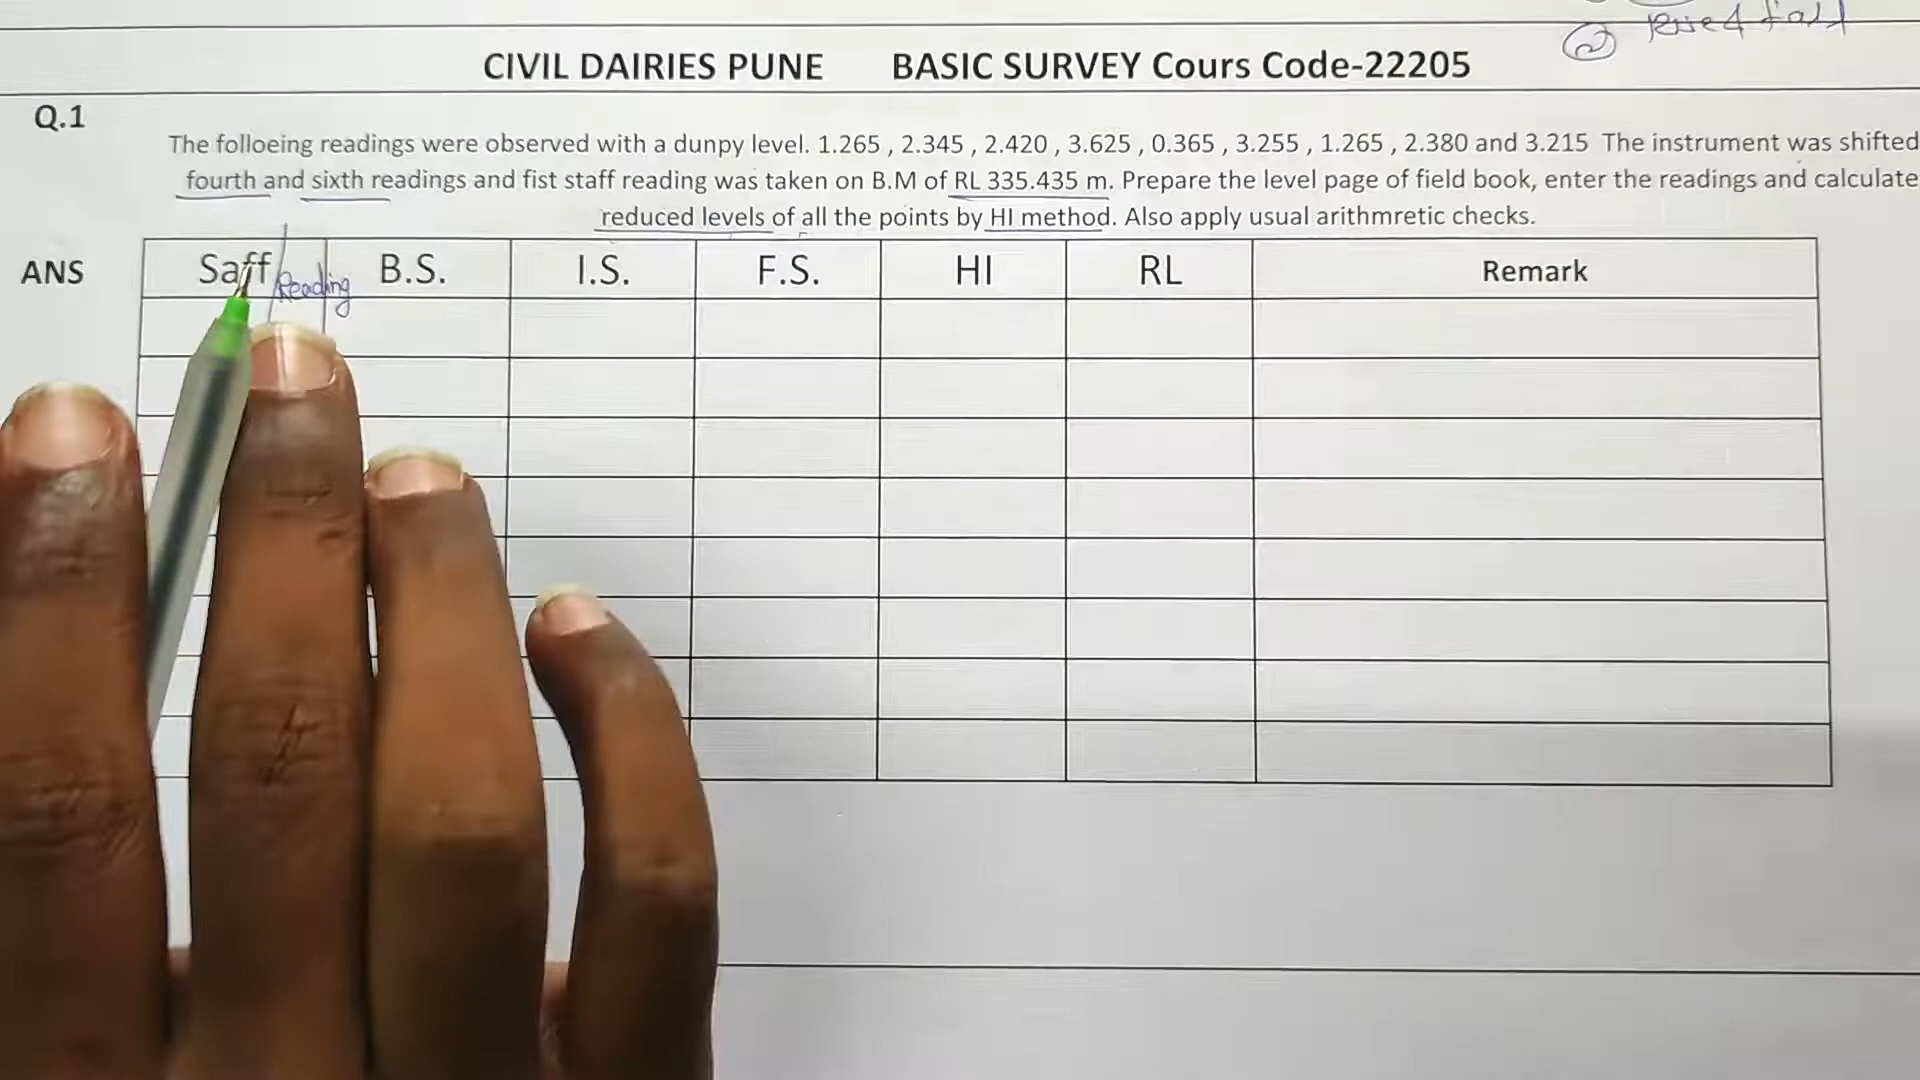 ② Rise & fall
CIVIL DAIRIES PUNE BASIC SURVEY Cours Code-22205
Q.1
The folloeing readings were observed with a dunpy level. 1.265 , 2.345 , 2.420 , 3.625 , 0.365 , 3.255 , 1.265 , 2.380 and 3.215 The instrument was shifted
fourth and sixth readings and fist staff reading was taken on B.M of RL 335.435 m. Prepare the level page of field book, enter the readings and calculate
reduced levels of all the points by HI method. Also apply usual arithmretic checks.
ANS Saff Reading B.S. I.S. F.S. HI RL Remark